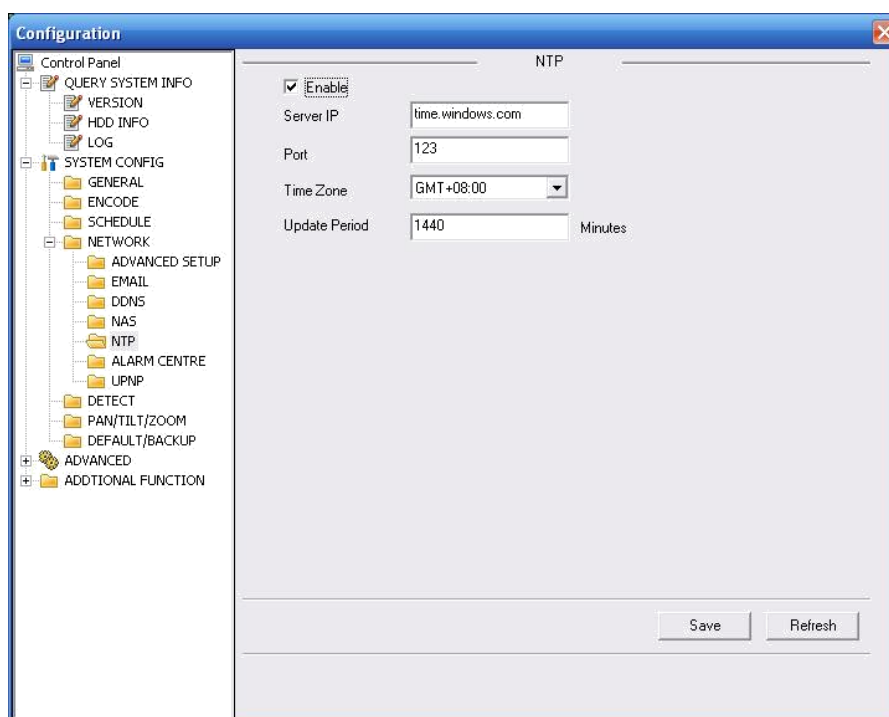 Configuration
Control Panel
QUERY SYSTEM INFO
VERSION
HDD INFO
LOG
SYSTEM CONFIG
GENERAL
ENCODE
SCHEDULE
NETWORK
ADVANCED SETUP
EMAIL
DDNS
NAS
NTP
ALARM CENTRE
UPNP
DETECT
PAN/TILT/ZOOM
DEFAULT/BACKUP
ADVANCED
ADDTIONAL FUNCTION
NTP
Enable
Server IP time.windows.com
Port 123
Time Zone GMT+08:00
Update Period 1440 Minutes
Save Refresh